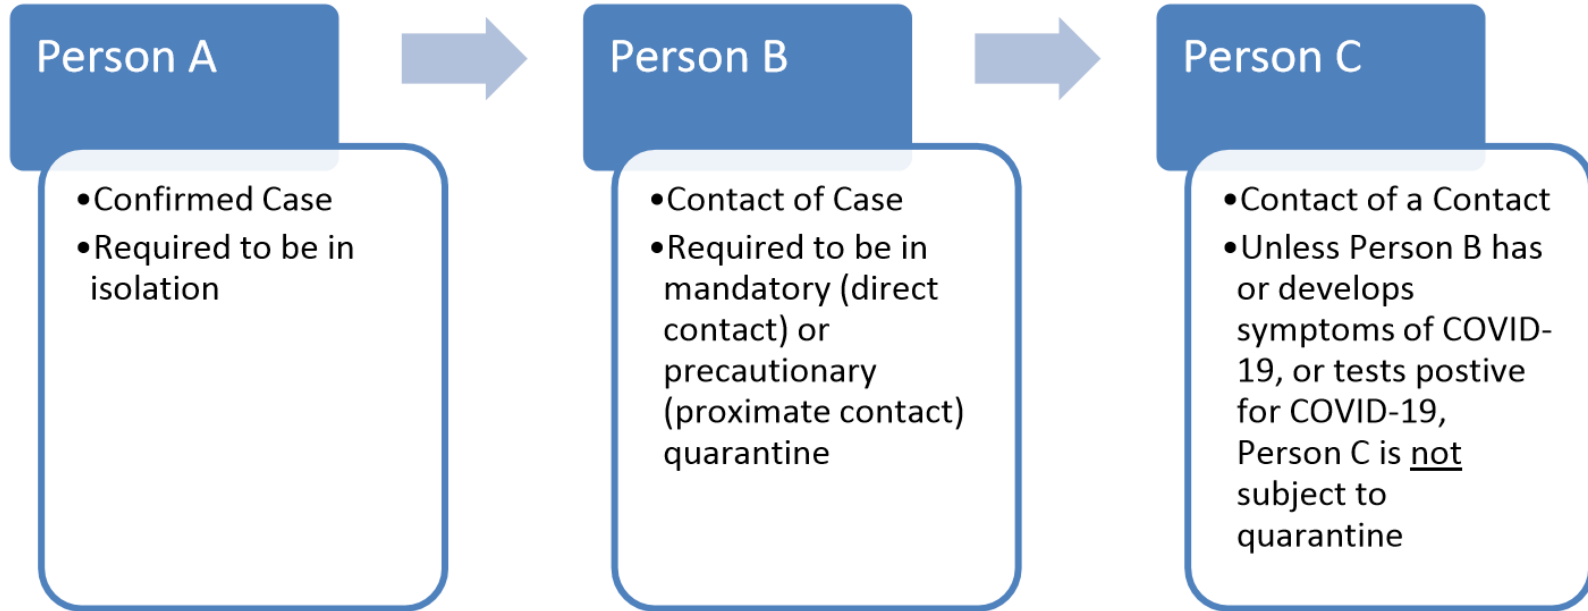 Person A
•Confirmed Case
•Required to be in
isolation
Person B
•Contact of Case
•Required to be in
mandatory (direct
contact) or
precautionary
(proximate contact)
quarantine
Person C
•Contact of a Contact
•Unless Person B has
or develops
symptoms of COVID-
19, or tests postive
for COVID-19,
Person C is not
subject to
quarantine